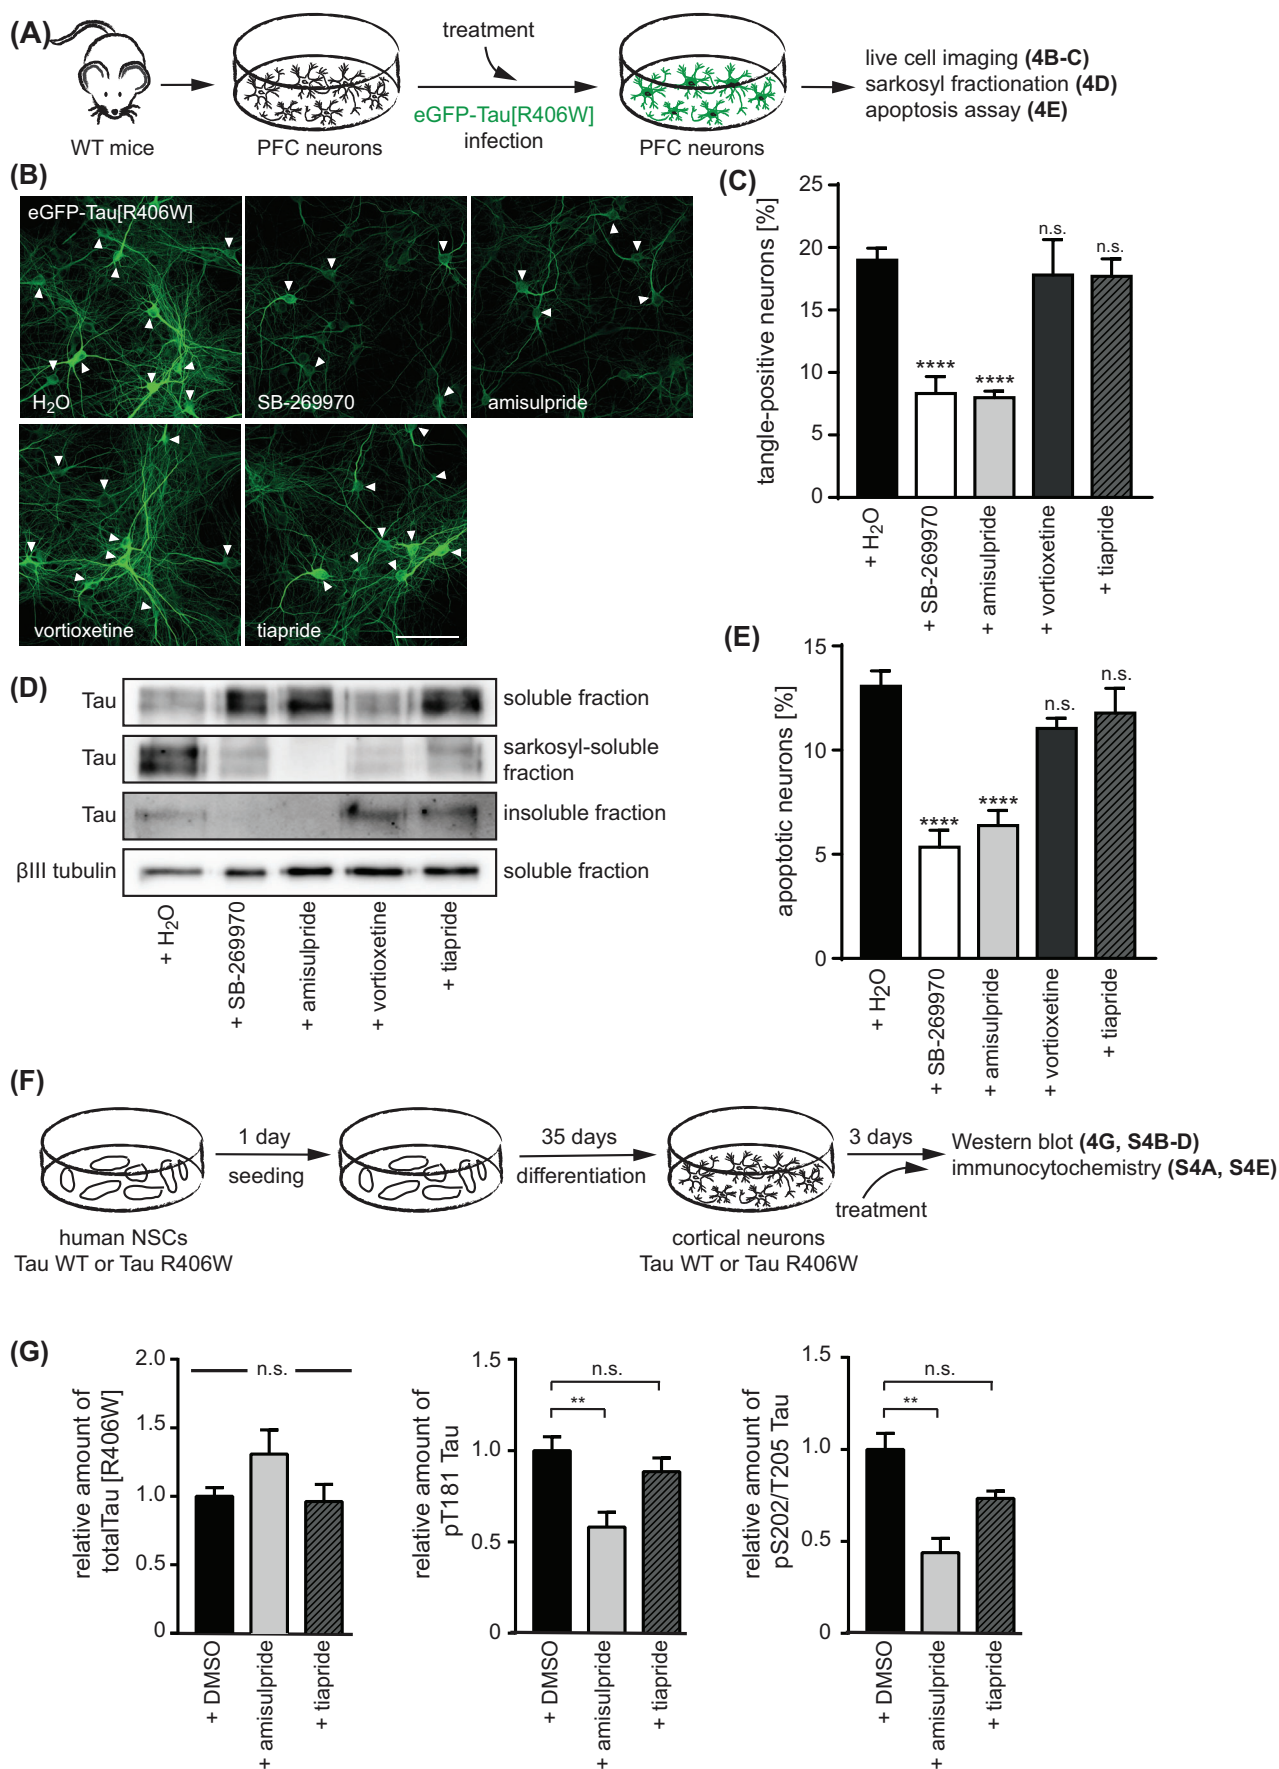 (A)
treatment
live cell imaging (4B-C)
sarkosyl fractionation (4D)
apoptosis assay (4E)
eGFP-Tau[R406W]
infection
WT mice
PFC neurons
PFC neurons
(B)
eGFP-Tau[R406W]
H2O
SB-269970
amisulpride
vortioxetine
tiapride
(C)
tangle-positive neurons [%]
25
20
15
10
5
0
****
****
n.s.
n.s.
+ H2O
+ SB-269970
+ amisulpride
+ vortioxetine
+ tiapride
(D)
Tau
soluble fraction
Tau
sarkosyl-soluble
fraction
Tau
insoluble fraction
βIII tubulin
soluble fraction
+ H2O
+ SB-269970
+ amisulpride
+ vortioxetine
+ tiapride
(E)
apoptotic neurons [%]
15
10
5
0
****
****
n.s.
n.s.
+ H2O
+ SB-269970
+ amisulpride
+ vortioxetine
+ tiapride
(F)
1 day
seeding
35 days
differentiation
3 days
treatment
Western blot (4G, S4B-D)
immunocytochemistry (S4A, S4E)
human NSCs
Tau WT or Tau R406W
cortical neurons
Tau WT or Tau R406W
(G)
relative amount of
totalTau [R406W]
2.0
1.5
1.0
0.5
0
n.s.
+ DMSO
+ amisulpride
+ tiapride
relative amount of
pT181 Tau
1.5
1.0
0.5
0
n.s.
**
+ DMSO
+ amisulpride
+ tiapride
relative amount of
pS202/T205 Tau
1.5
1.0
0.5
0
n.s.
**
+ DMSO
+ amisulpride
+ tiapride